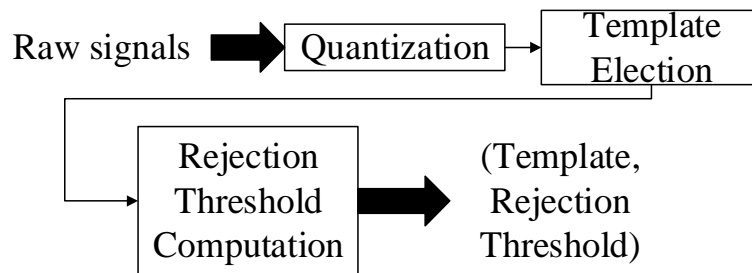 Raw signals
Quantization
Template
Election
Rejection
Threshold
Computation
(Template,
Rejection
Threshold)